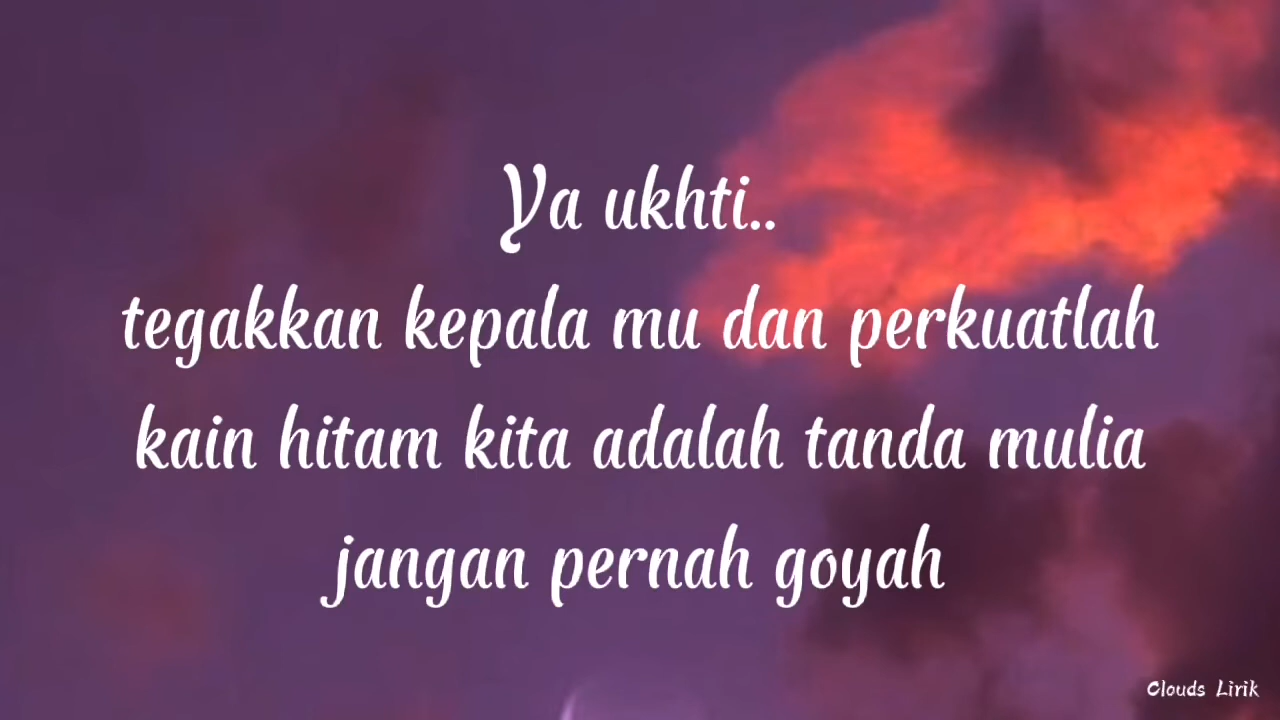 Ya ukhti..
tegakkan kepala mu dan perkuatlah
kain hitam kita adalah tanda mulia
jangan pernah goyah
Clouds Lirik